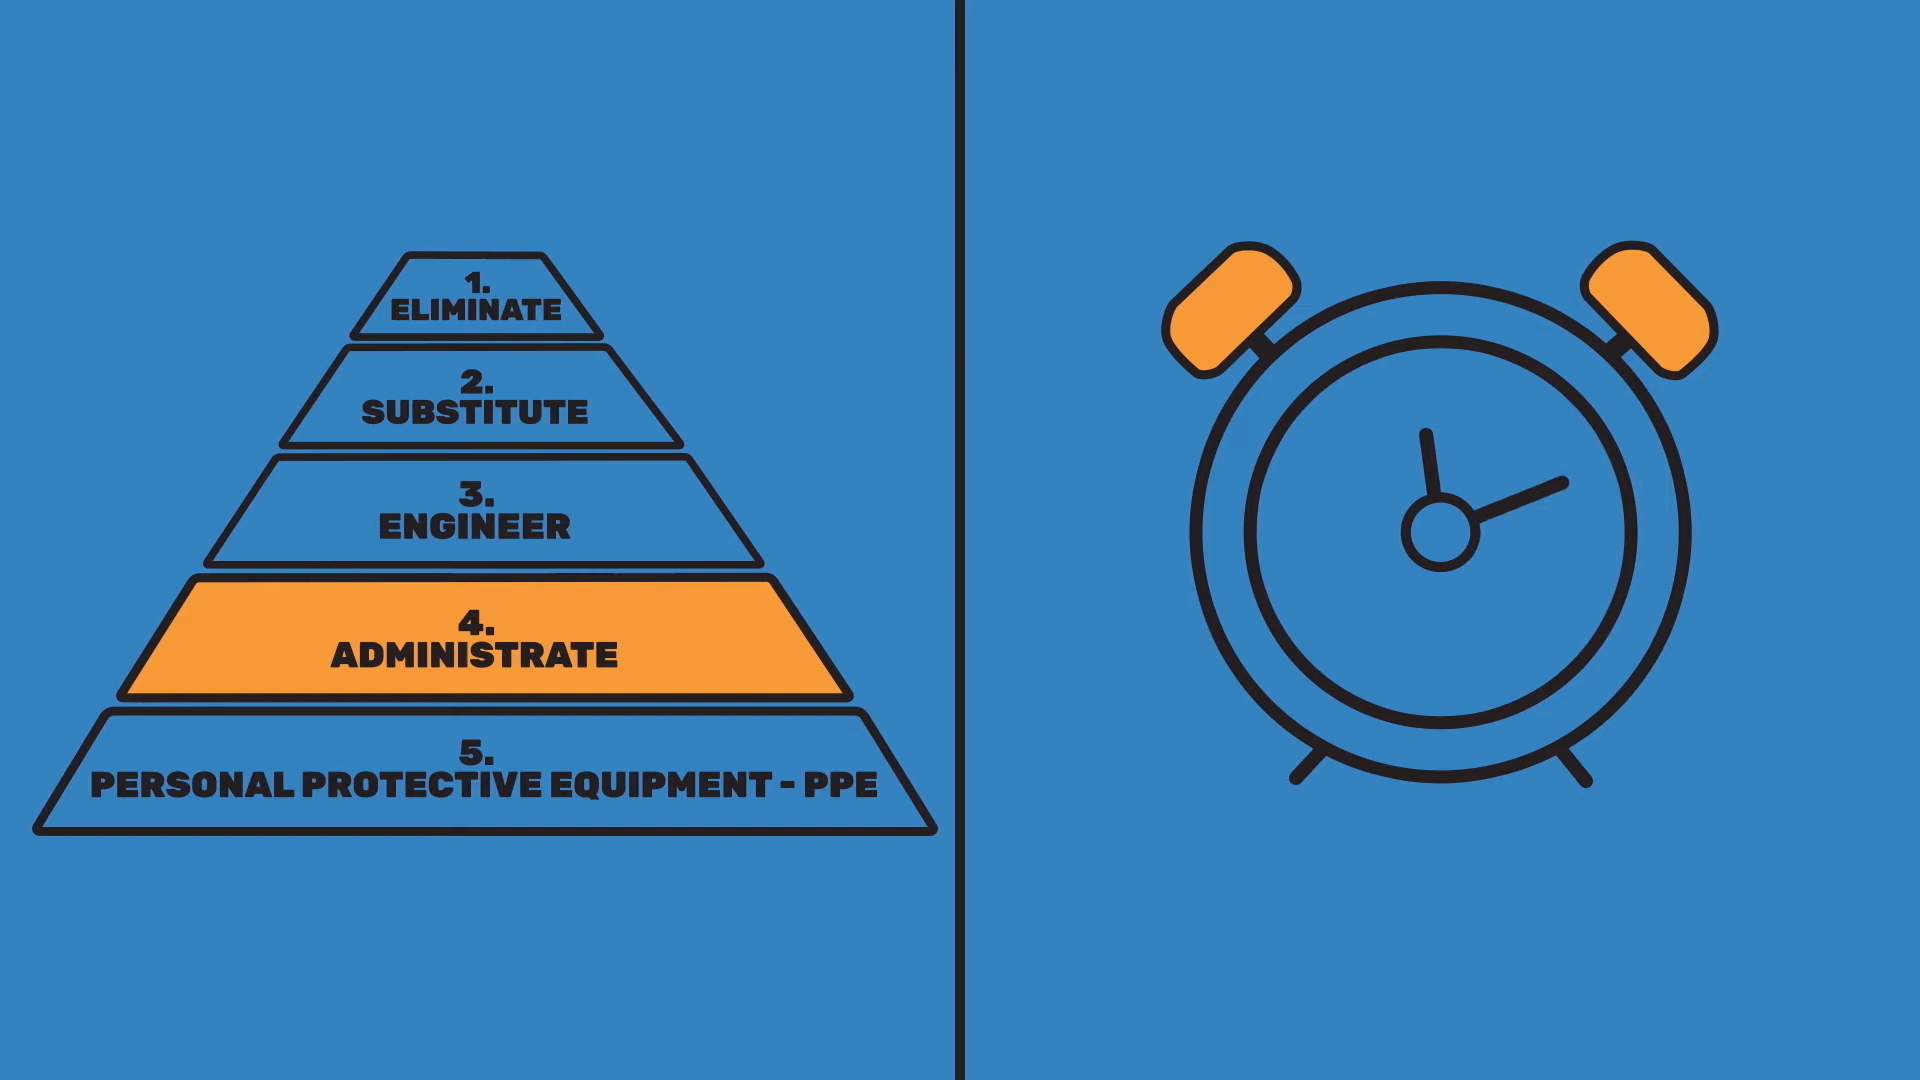 1.
ELIMINATE
2.
SUBSTITUTE
3.
ENGINEER
4.
ADMINISTRATE
5.
PERSONAL PROTECTIVE EQUIPMENT - PPE